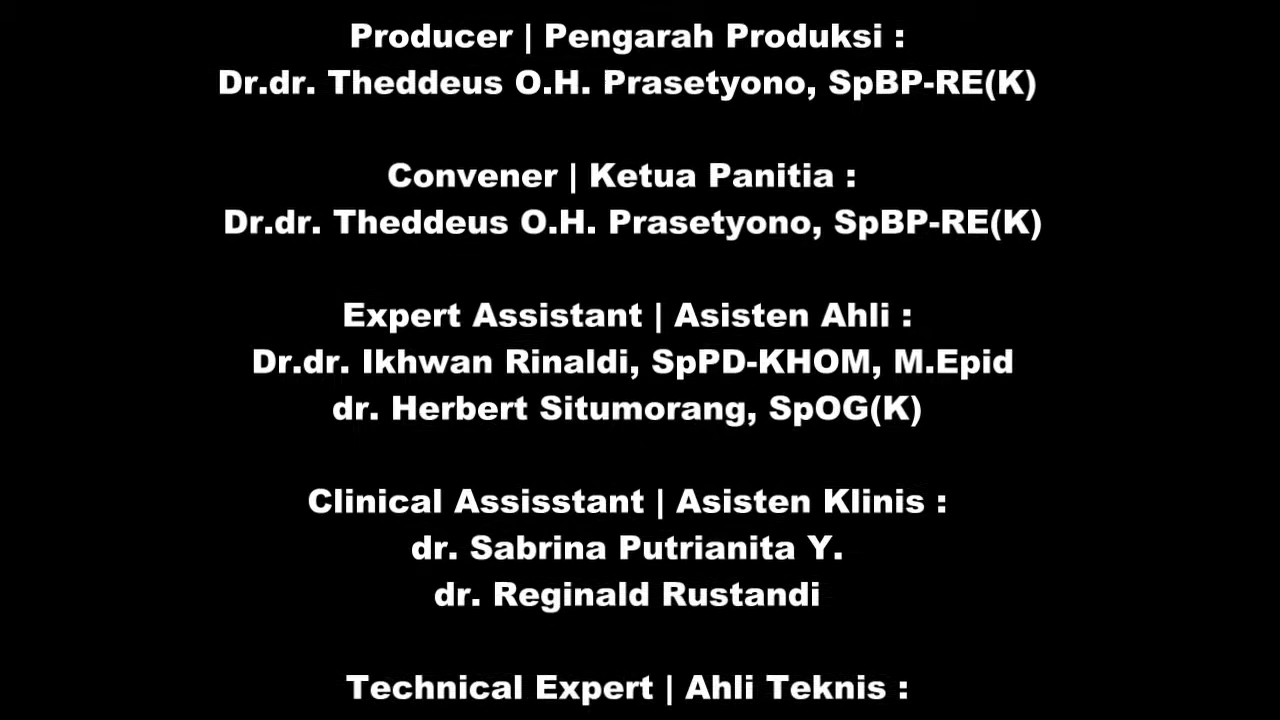 Producer | Pengarah Produksi :
Dr.dr. Theddeus O.H. Prasetyono, SpBP-RE(K)
Convener | Ketua Panitia :
Dr.dr. Theddeus O.H. Prasetyono, SpBP-RE(K)
Expert Assistant | Asisten Ahli :
Dr.dr. Ikhwan Rinaldi, SpPD-KHOM, M.Epid
dr. Herbert Situmorang, SpOG(K)
Clinical Assisstant | Asisten Klinis :
dr. Sabrina Putrianita Y.
dr. Reginald Rustandi
Technical Expert | Ahli Teknis :